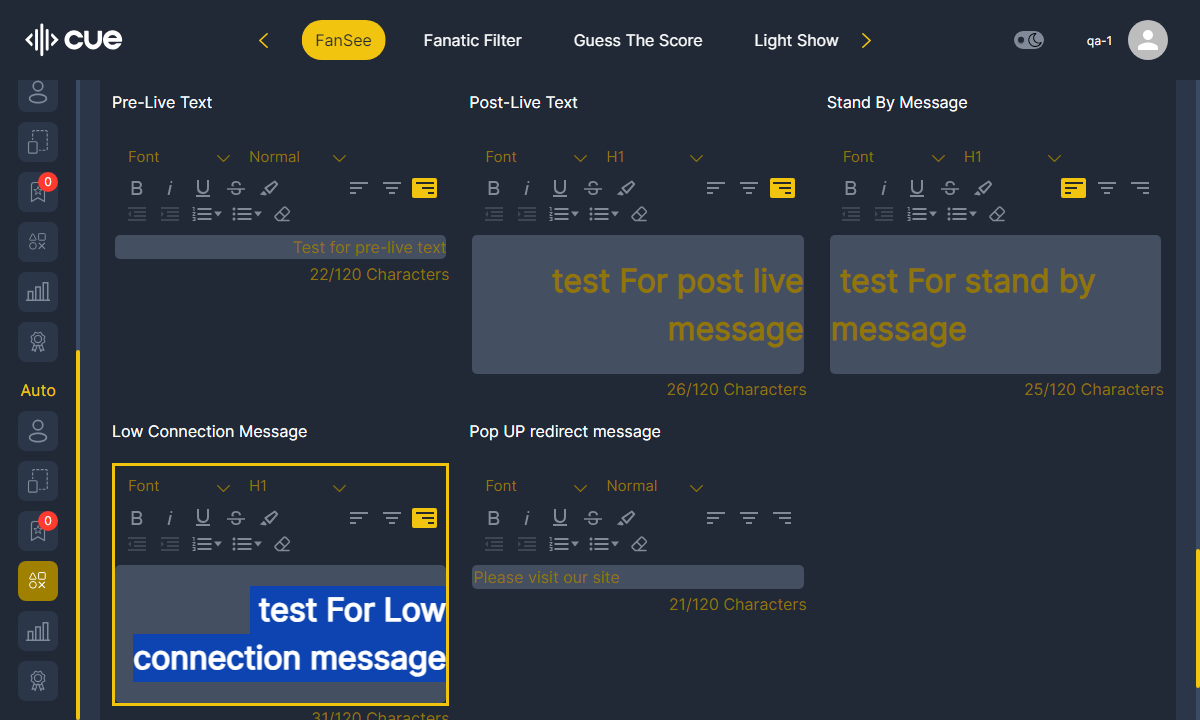 cue
FanSee
Fanatic Filter
Guess The Score
Light Show
qa-1
0
Auto
0
Pre-Live Text
Font
Normal
Test for pre-live text
22/120 Characters
Post-Live Text
Font
H1
test For post live
message
26/120 Characters
Stand By Message
Font
H1
test For stand by
message
25/120 Characters
Low Connection Message
Font
H1
test For Low
connection message
31/120 Characters
Pop UP redirect message
Font
Normal
Please visit our site
21/120 Characters